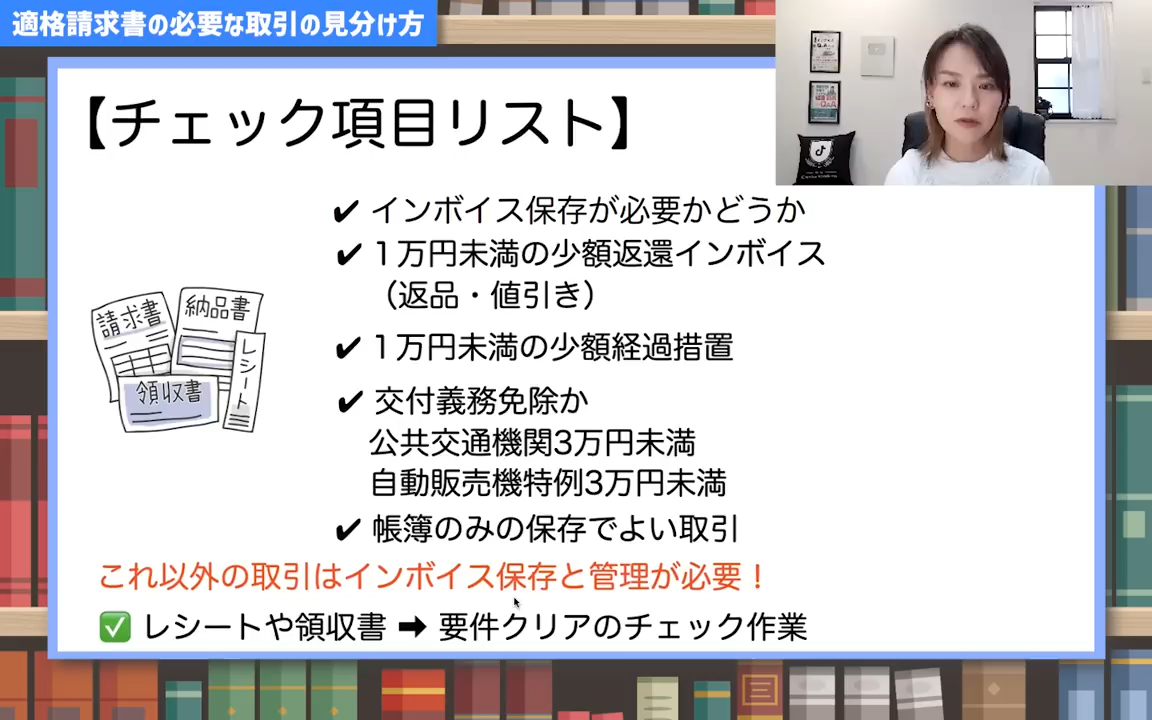 適格請求書の必要な取引の見分け方
【チェック項目リスト】
✔ インボイス保存が必要かどうか
✔ 1万円未満の少額返還インボイス
（返品・値引き）
✔ 1万円未満の少額経過措置
✔ 交付義務免除か
公共交通機関3万円未満
自動販売機特例3万円未満
✔ 帳簿のみの保存でよい取引
請求書
納品書
レシート
領収書
これ以外の取引はインボイス保存と管理が必要！
✅ レシートや領収書 ➡ 要件クリアのチェック作業